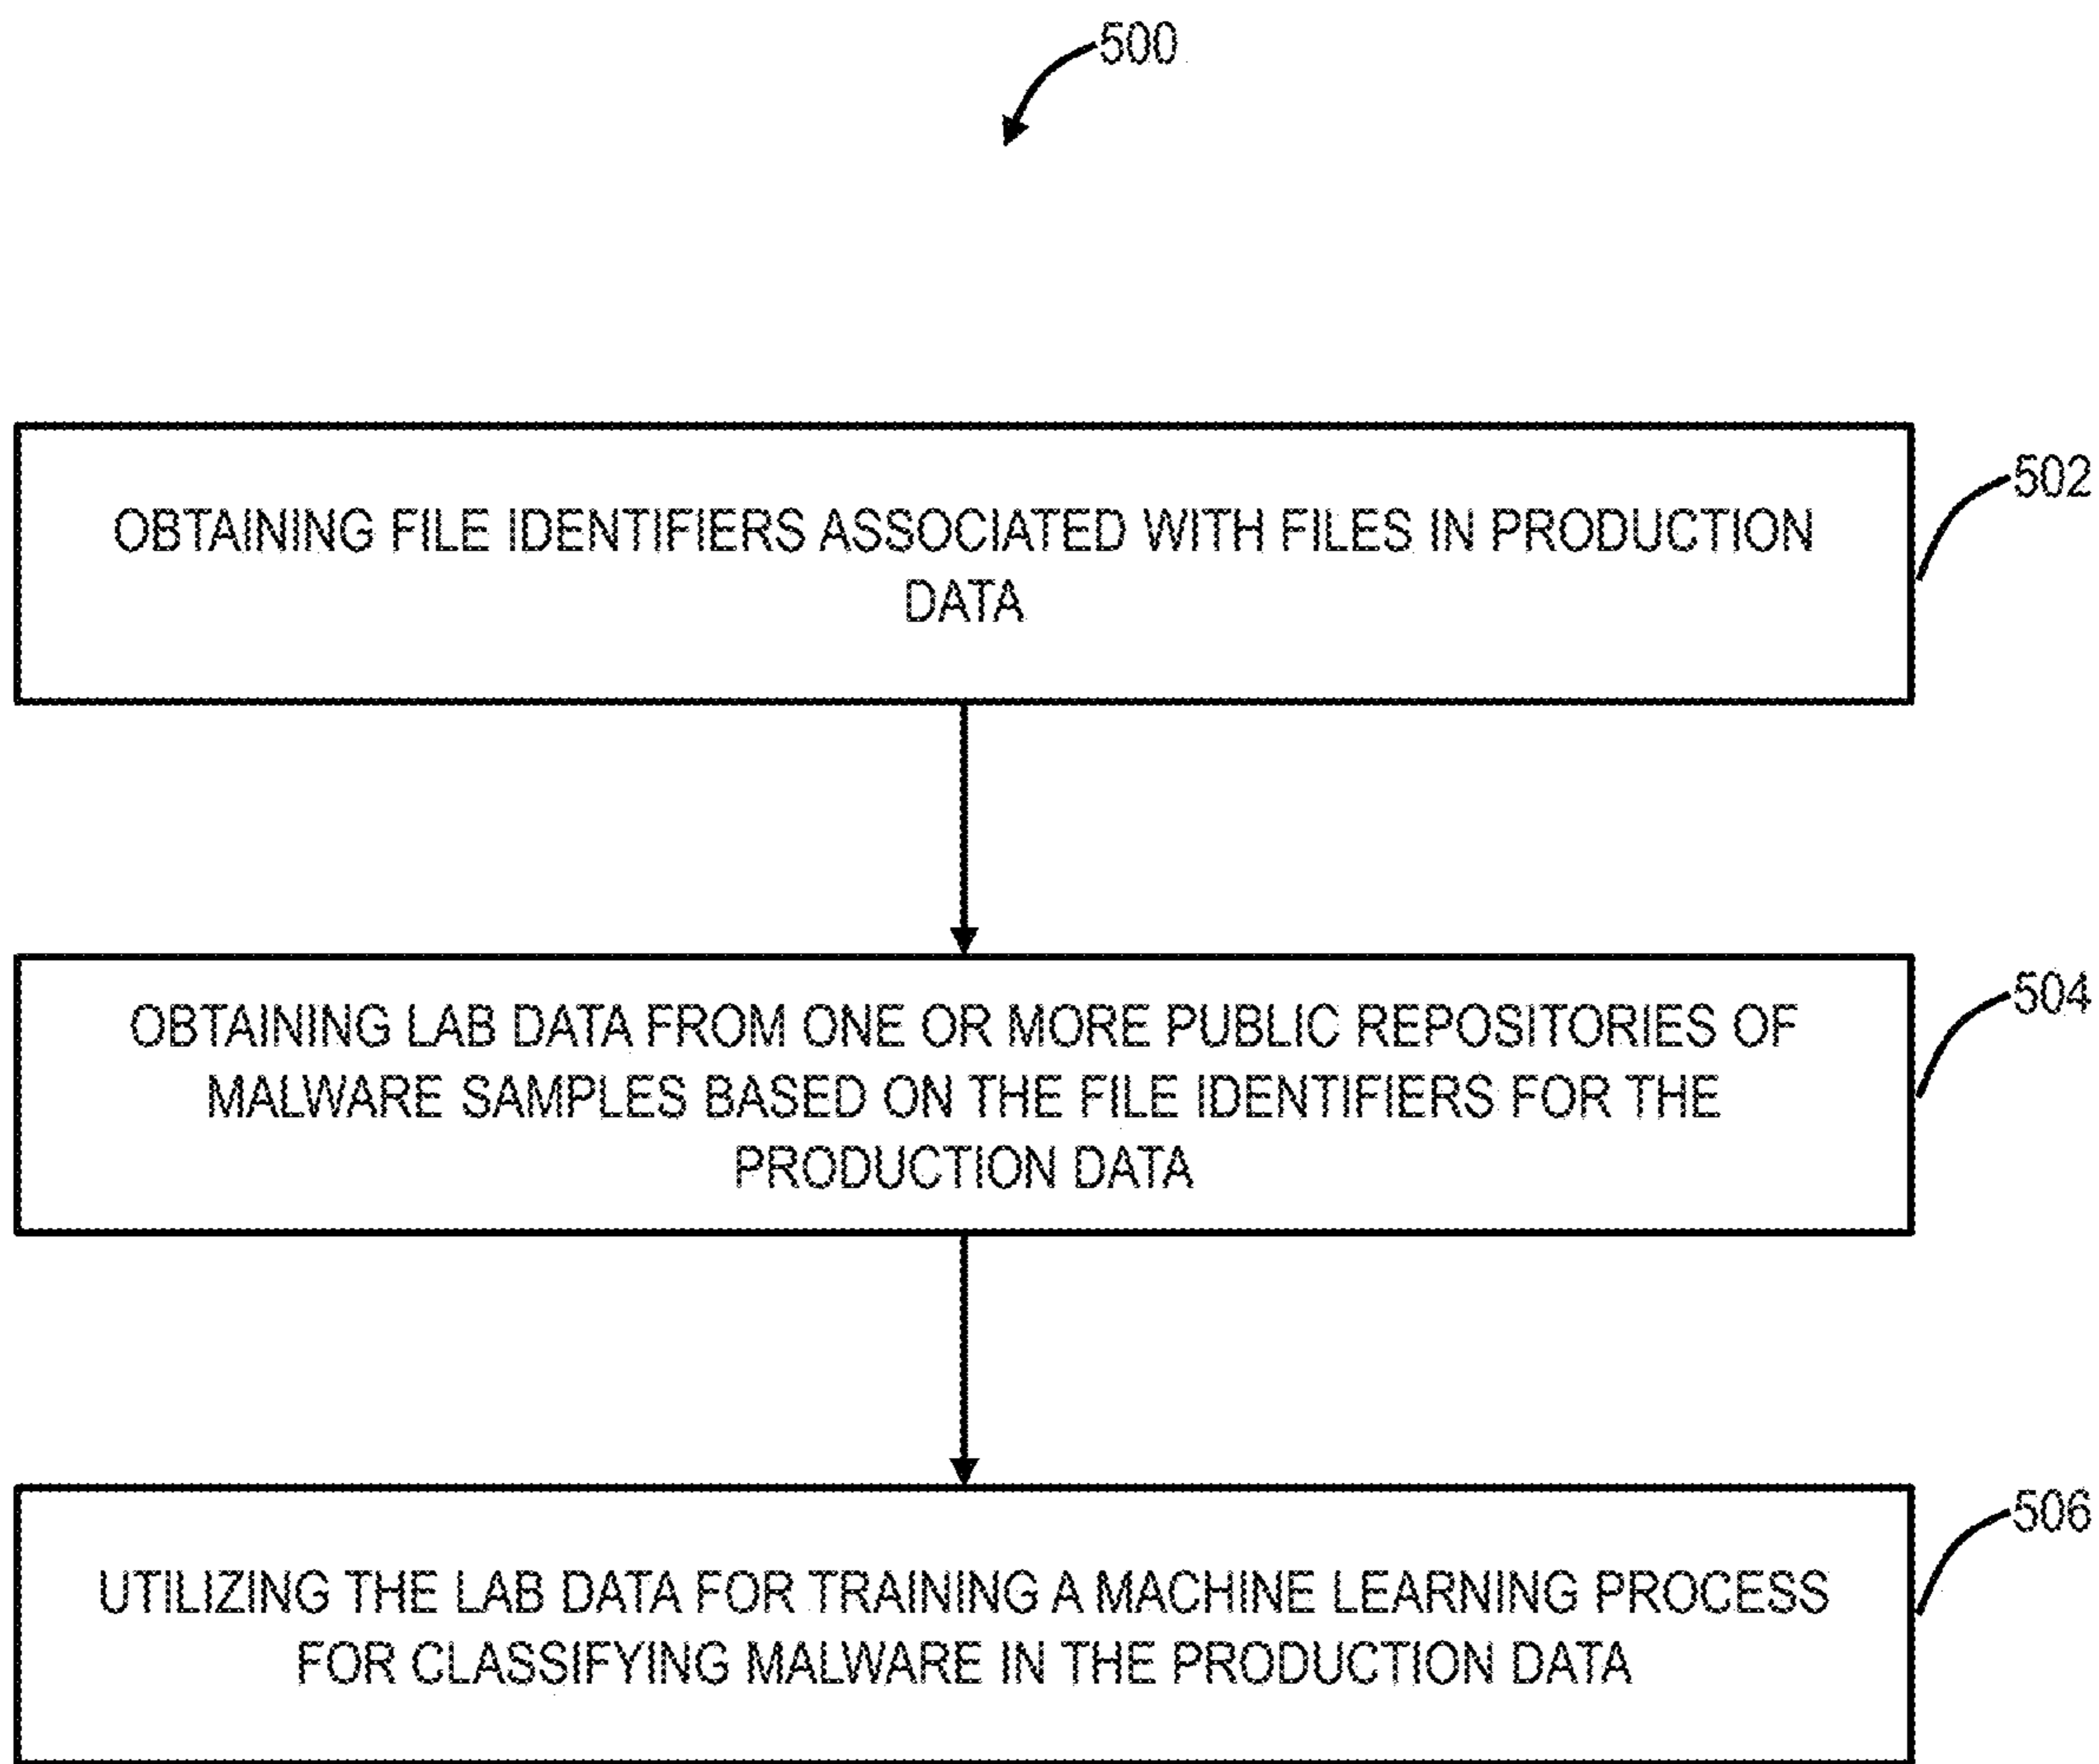 500
OBTAINING FILE IDENTIFIERS ASSOCIATED WITH FILES IN PRODUCTION
DATA
502
OBTAINING LAB DATA FROM ONE OR MORE PUBLIC REPOSITORIES OF
MALWARE SAMPLES BASED ON THE FILE IDENTIFIERS FOR THE
PRODUCTION DATA
504
UTILIZING THE LAB DATA FOR TRAINING A MACHINE LEARNING PROCESS
FOR CLASSIFYING MALWARE IN THE PRODUCTION DATA
506